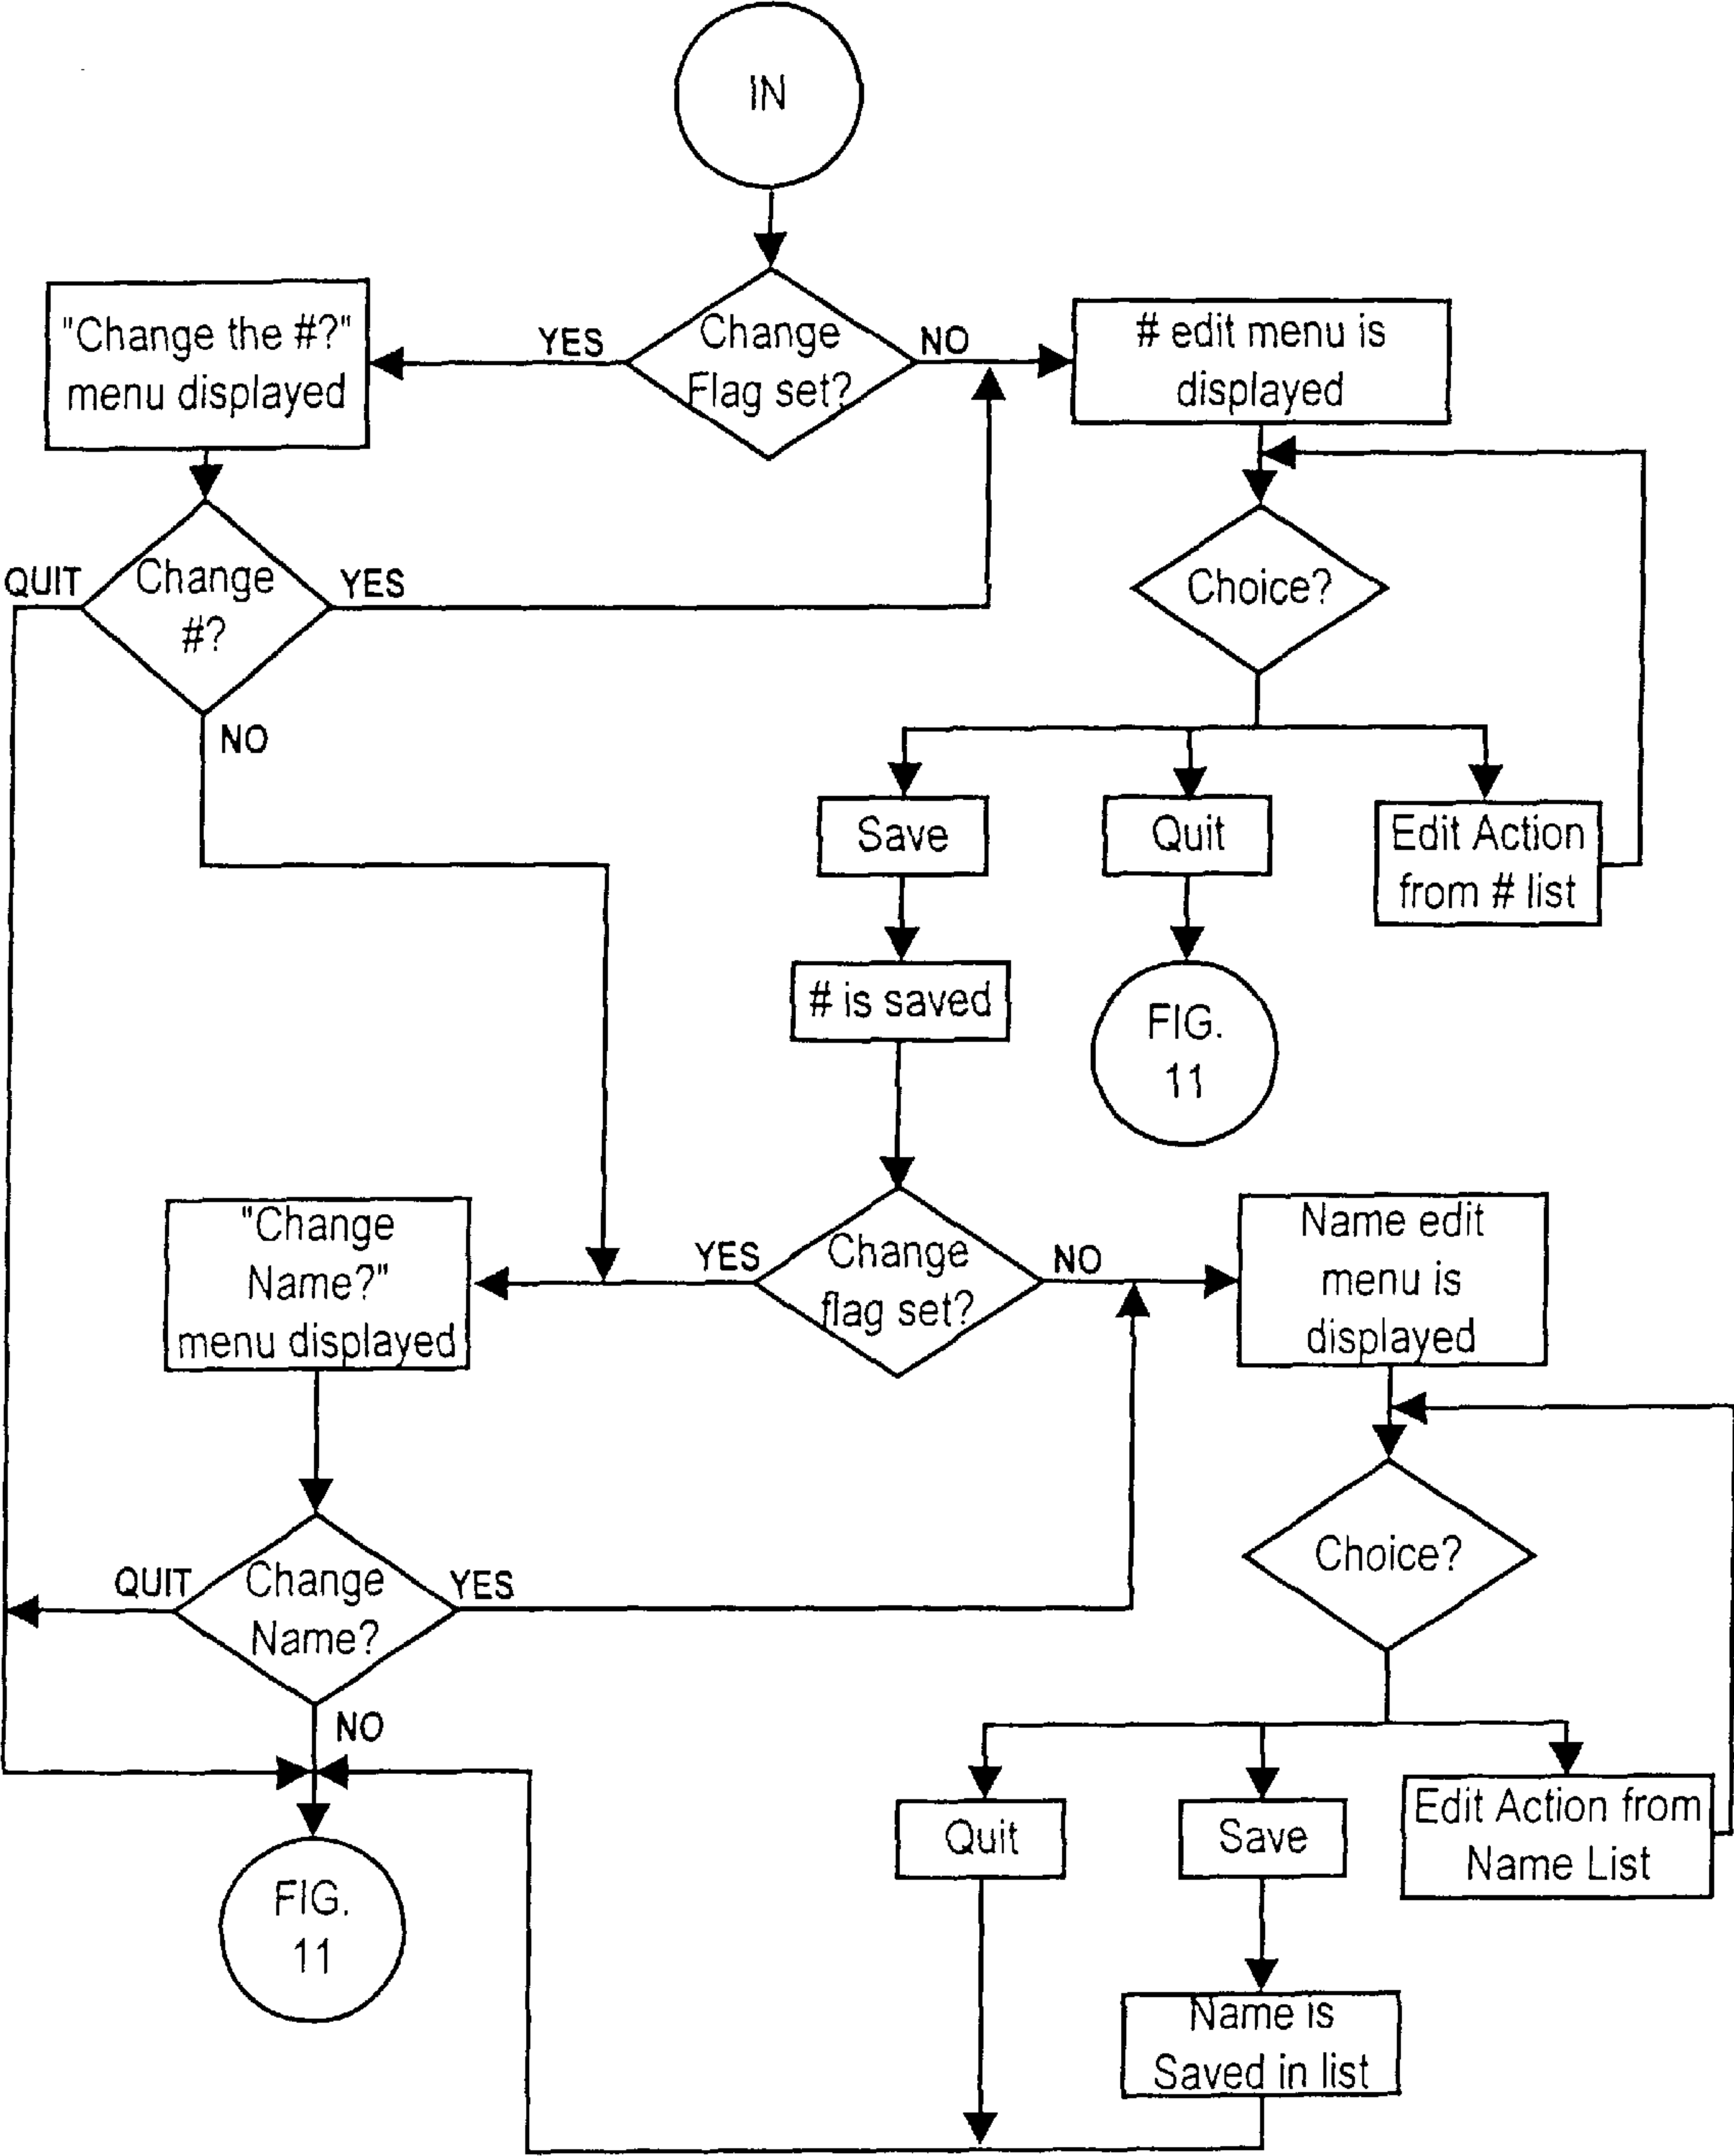 IN
"Change the #?"
menu displayed
YES
Change
Flag set?
NO
# edit menu is
displayed
QUIT
Change
#?
YES
NO
Choice?
Save
Quit
Edit Action
from # list
# is saved
FIG.
11
"Change
Name?"
menu displayed
YES
Change
flag set?
NO
Name edit
menu is
displayed
QUIT
Change
Name?
YES
NO
Choice?
Quit
Save
Edit Action from
Name List
FIG.
11
Name is
Saved in list